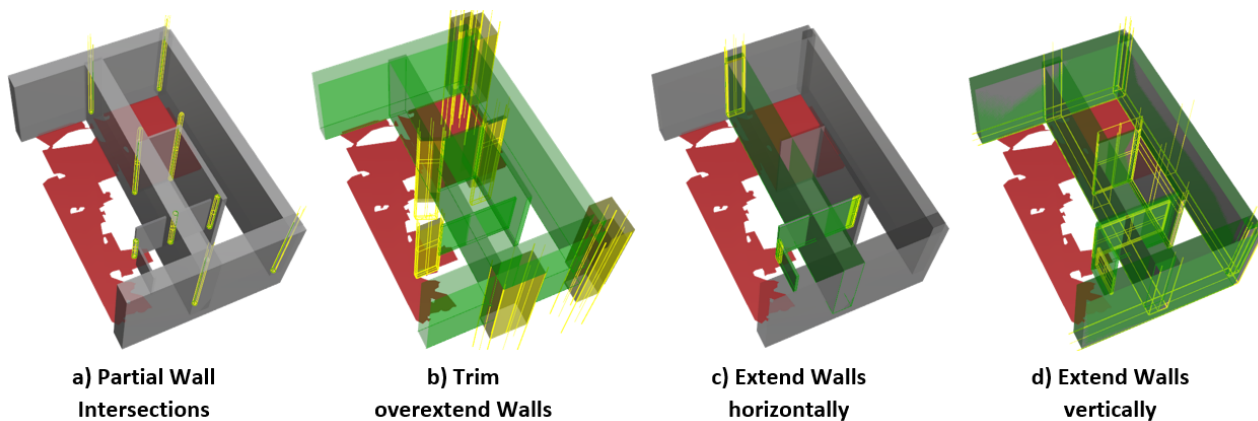 a) Partial Wall
Intersections
b) Trim
overextend Walls
c) Extend Walls
horizontally
d) Extend Walls
vertically